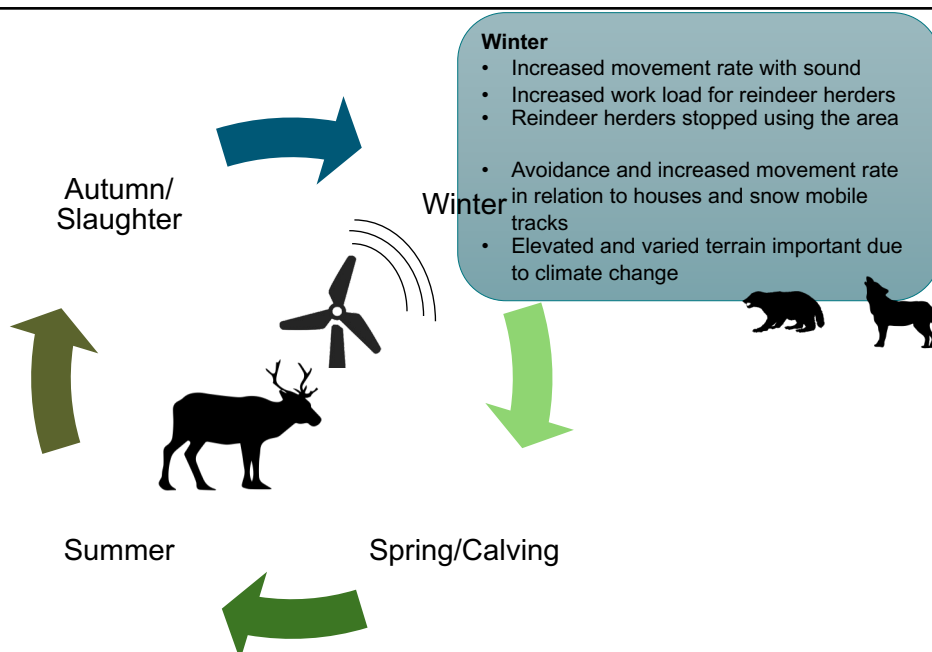 Winter
• Increased movement rate with sound
• Increased work load for reindeer herders
• Reindeer herders stopped using the area
• Avoidance and increased movement rate
in relation to houses and snow mobile
tracks
• Elevated and varied terrain important due
to climate change
Autumn/
Slaughter
Winter
Summer
Spring/Calving